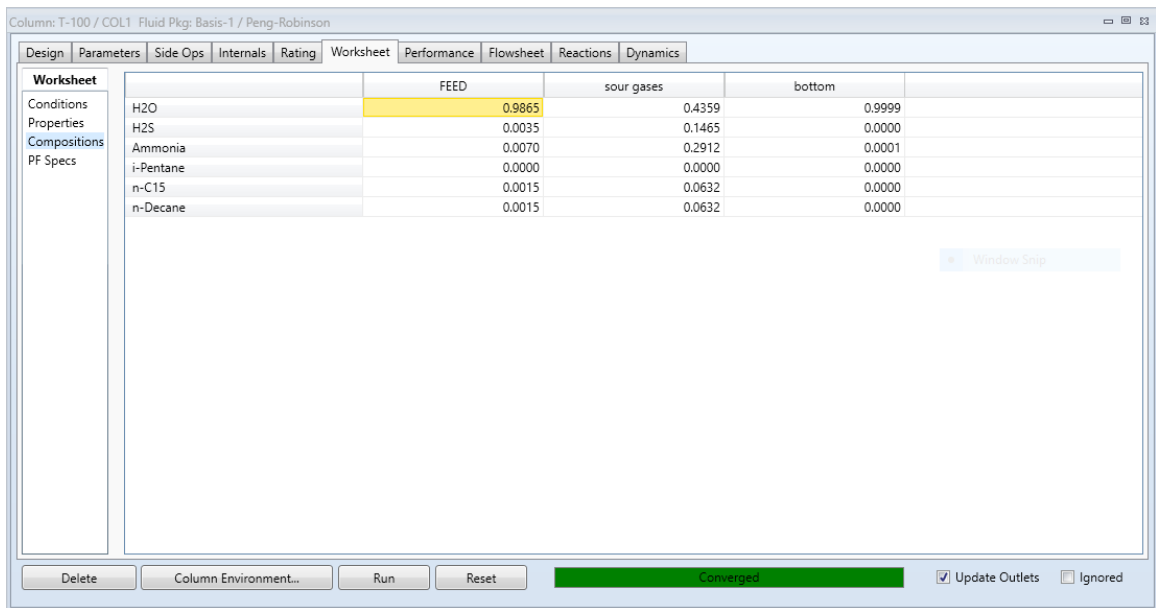 Column: T-100 / COL1 Fluid Pkg: Basis-1 / Peng-Robinson
Design Parameters Side Ops Internals Rating Worksheet Performance Flowsheet Reactions Dynamics
Worksheet
Conditions
Properties
Compositions
PF Specs
FEED sour gases bottom
H2O 0.9865 0.4359 0.9999
H2S 0.0035 0.1465 0.0000
Ammonia 0.0070 0.2912 0.0001
i-Pentane 0.0000 0.0000 0.0000
n-C15 0.0015 0.0632 0.0000
n-Decane 0.0015 0.0632 0.0000
Window Snip
Delete Column Environment... Run Reset Converged Update Outlets Ignored